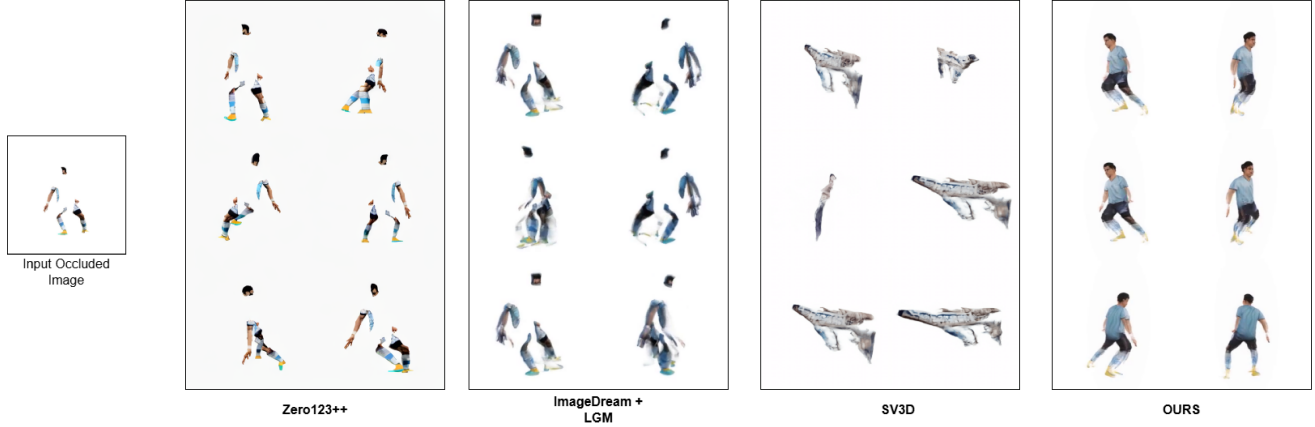 Input Occluded
Image
Zero123++
ImageDream +
LGM
SV3D
OURS